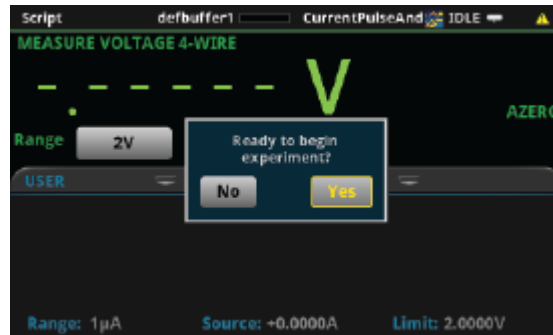 Script defbuffer1 CurrentPulseAnd IDLE
MEASURE VOLTAGE 4-WIRE
-.----- V
AZERO
Range 2V
Ready to begin
experiment?
No Yes
USER
Range: 1µA Source: +0.0000A Limit: 2.0000V